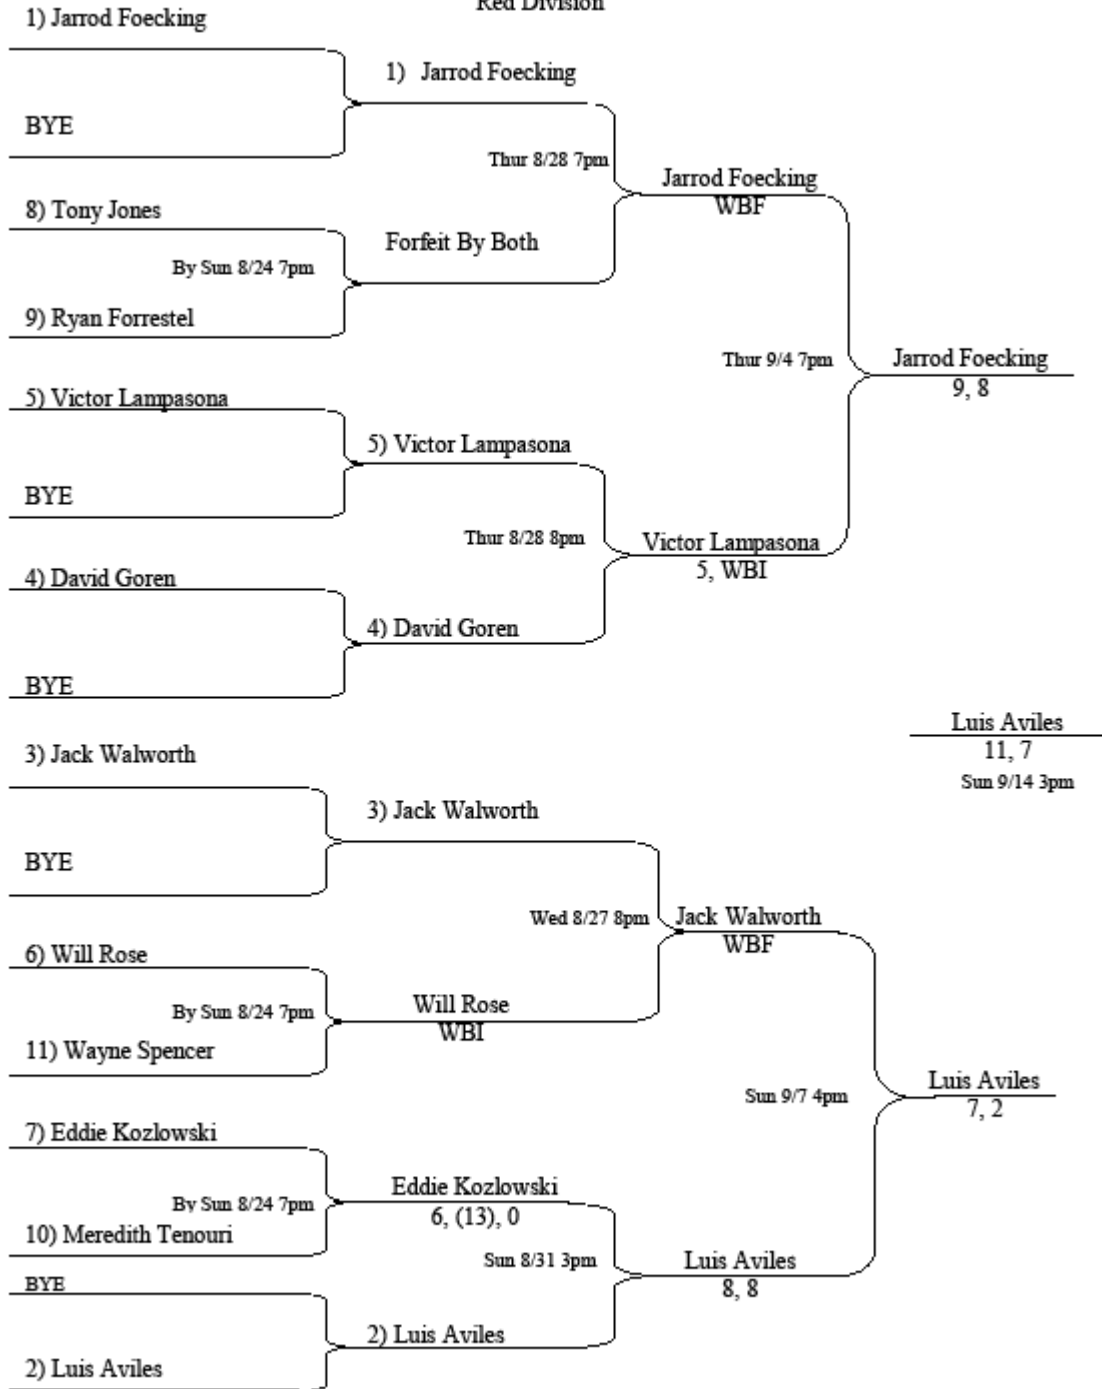 Red Division
1) Jarrod Foecking
1) Jarrod Foecking
BYE
Thur 8/28 7pm
Jarrod Foecking
WBF
8) Tony Jones
Forfeit By Both
By Sun 8/24 7pm
9) Ryan Forrestel
Thur 9/4 7pm
Jarrod Foecking
9, 8
5) Victor Lampasona
5) Victor Lampasona
BYE
Thur 8/28 8pm
Victor Lampasona
5, WBI
4) David Goren
4) David Goren
BYE
Luis Aviles
11, 7
Sun 9/14 3pm
3) Jack Walworth
3) Jack Walworth
BYE
Wed 8/27 8pm
Jack Walworth
WBF
6) Will Rose
By Sun 8/24 7pm
Will Rose
WBI
11) Wayne Spencer
Sun 9/7 4pm
Luis Aviles
7, 2
7) Eddie Kozlowski
Eddie Kozlowski
6, (13), 0
By Sun 8/24 7pm
10) Meredith Tenouri
Sun 8/31 3pm
Luis Aviles
8, 8
BYE
2) Luis Aviles
2) Luis Aviles